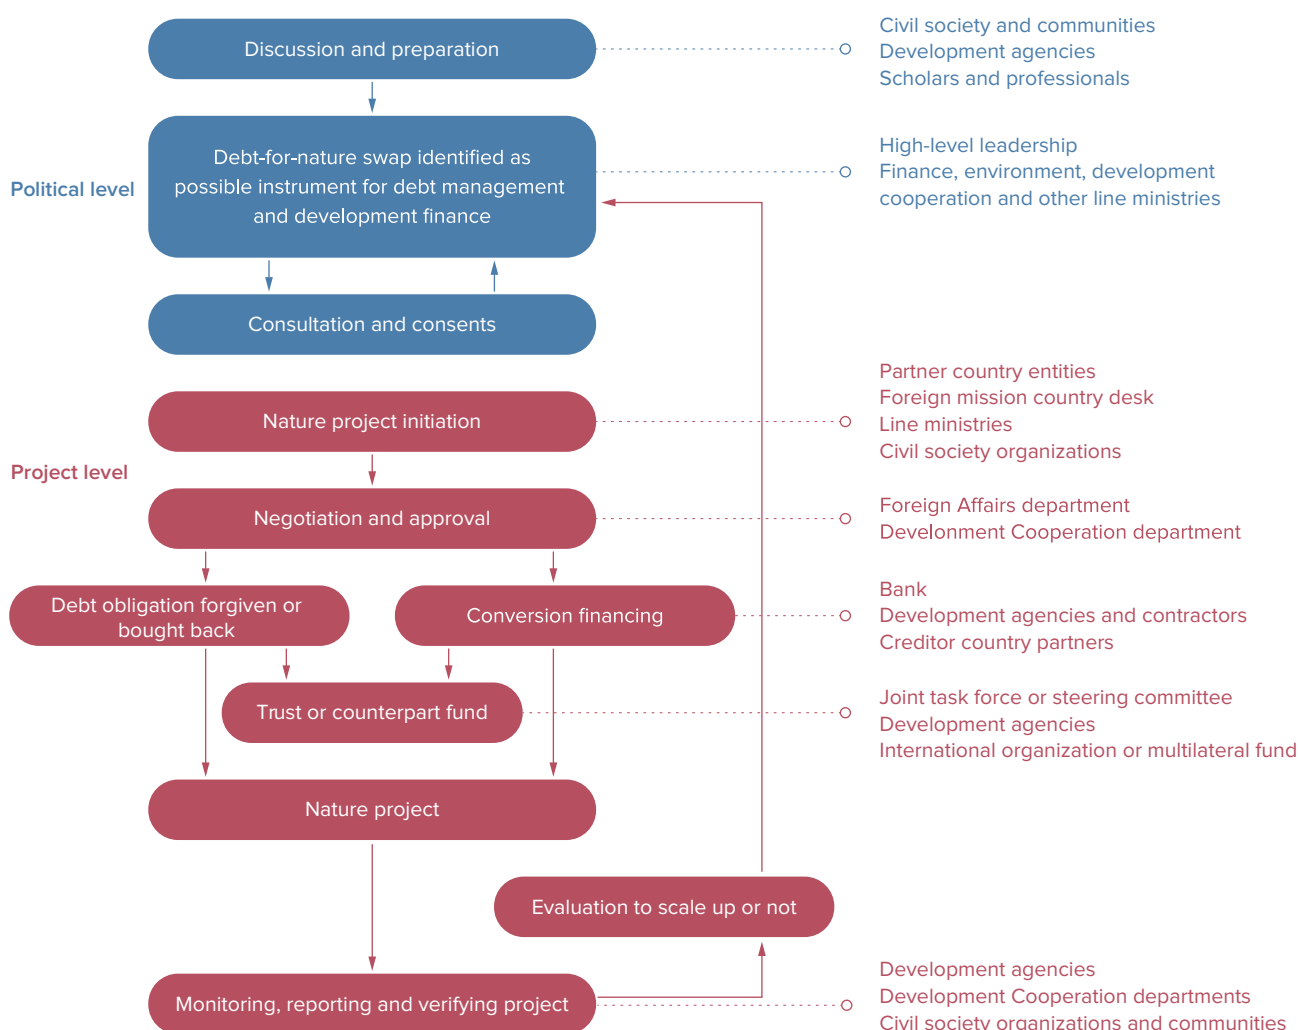 Discussion and preparation
Civil society and communities
Development agencies
Scholars and professionals
Political level
Debt-for-nature swap identified as
possible instrument for debt management
and development finance
High-level leadership
Finance, environment, development
cooperation and other line ministries
Consultation and consents
Project level
Nature project initiation
Partner country entities
Foreign mission country desk
Line ministries
Civil society organizations
Negotiation and approval
Foreign Affairs department
Develonment Cooperation department
Debt obligation forgiven or
bought back
Conversion financing
Bank
Development agencies and contractors
Creditor country partners
Trust or counterpart fund
Joint task force or steering committee
Development agencies
International organization or multilateral fund
Nature project
Evaluation to scale up or not
Monitoring, reporting and verifying project
Development agencies
Development Cooperation departments
Civil society organizations and communities